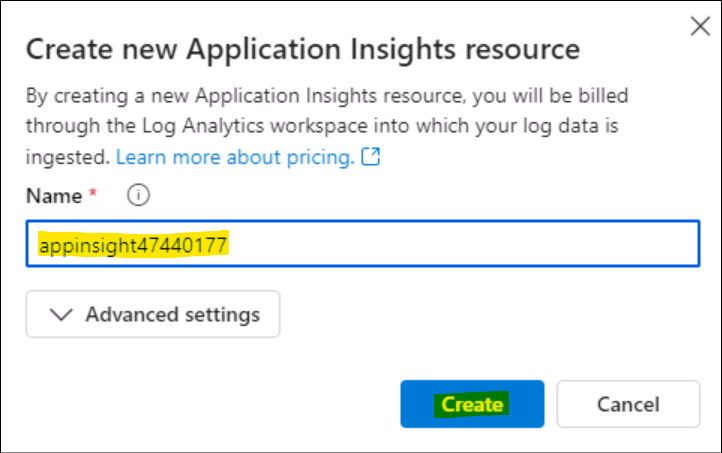 Create new Application Insights resource
By creating a new Application Insights resource, you will be billed
through the Log Analytics workspace into which your log data is
ingested. Learn more about pricing.
Name *
appinsight47440177
Advanced settings
Create
Cancel